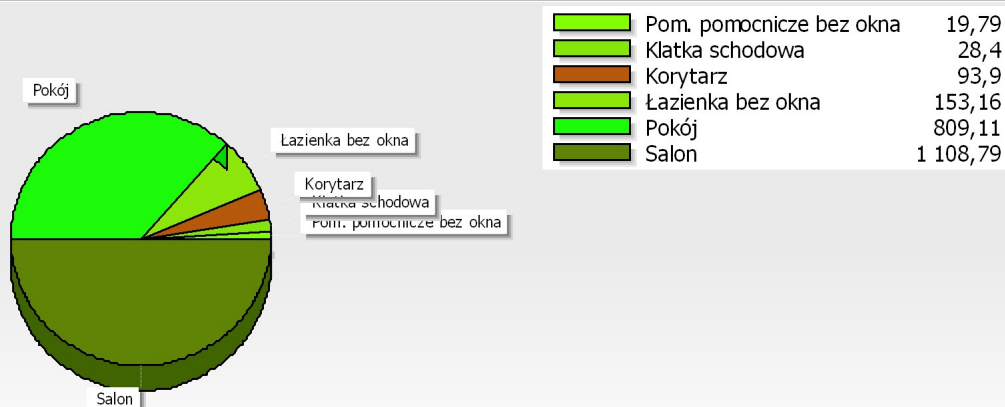 Pom. pomocnicze bez okna 19,79
Klatka schodowa 28,4
Korytarz 93,9
Łazienka bez okna 153,16
Pokój 809,11
Salon 1 108,79
Pokój
Łazienka bez okna
Korytarz
Klatka schodowa
Pom. pomocnicze bez okna
Salon